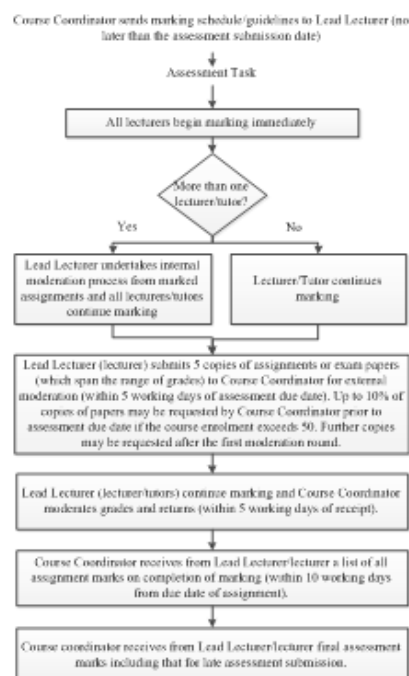 Course Coordinator sends marking schedule/guidelines to Lead Lecturer (no
later than the assessment submission date)
Assessment Task
All lecturers begin marking immediately
More than one
lecturer/tutor?
Yes
No
Lead Lecturer undertakes internal
moderation process from marked
assignments and all lecturers/tutors
continue marking
Lecturer/Tutor continues
marking
Lead Lecturer (lecturer) submits 5 copies of assignments or exam papers
(which span the range of grades) to Course Coordinator for external
moderation (within 5 working days of assessment due date). Up to 10% of
copies of papers may be requested by Course Coordinator prior to
assessment due date if the course enrolment exceeds 50. Further copies
may be requested after the first moderation round.
Lead Lecturer (lecturer/tutors) continue marking and Course Coordinator
moderates grades and returns (within 5 working days of receipt).
Course Coordinator receives from Lead Lecturer/lecturer a list of all
assignment marks on completion of marking (within 10 working days
from due date of assignment).
Course coordinator receives from Lead Lecturer/lecturer final assessment
marks including that for late assessment submission.